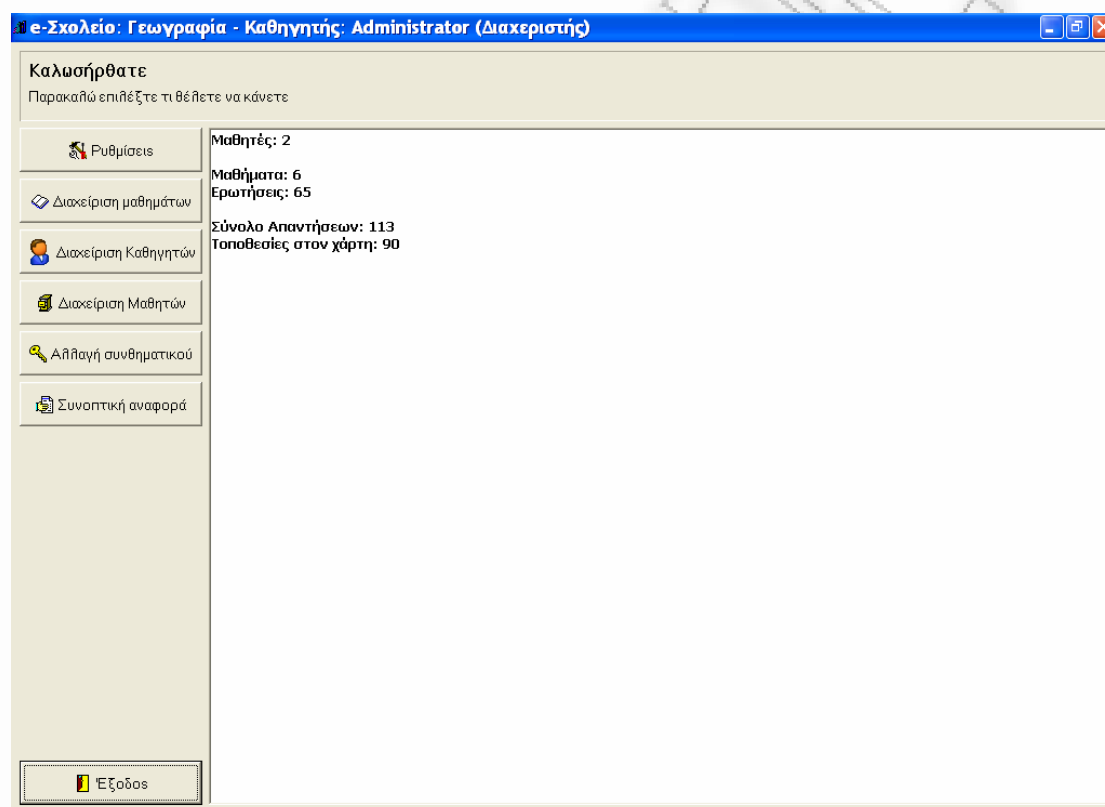 e-Σχολείο: Γεωγραφία - Καθηγητής: Administrator (Διαχεριστής)
Καλωσήρθατε
Παρακαλώ επιλέξτε τι θέλετε να κάνετε
Ρυθμίσεις
Διαχείριση μαθημάτων
Διαχείριση Καθηγητών
Διαχείριση Μαθητών
Αλλαγή συνθηματικού
Συνοπτική αναφορά
Έξοδος
Μαθητές: 2
Μαθήματα: 6
Ερωτήσεις: 65
Σύνολο Απαντήσεων: 113
Τοποθεσίες στον χάρτη: 90